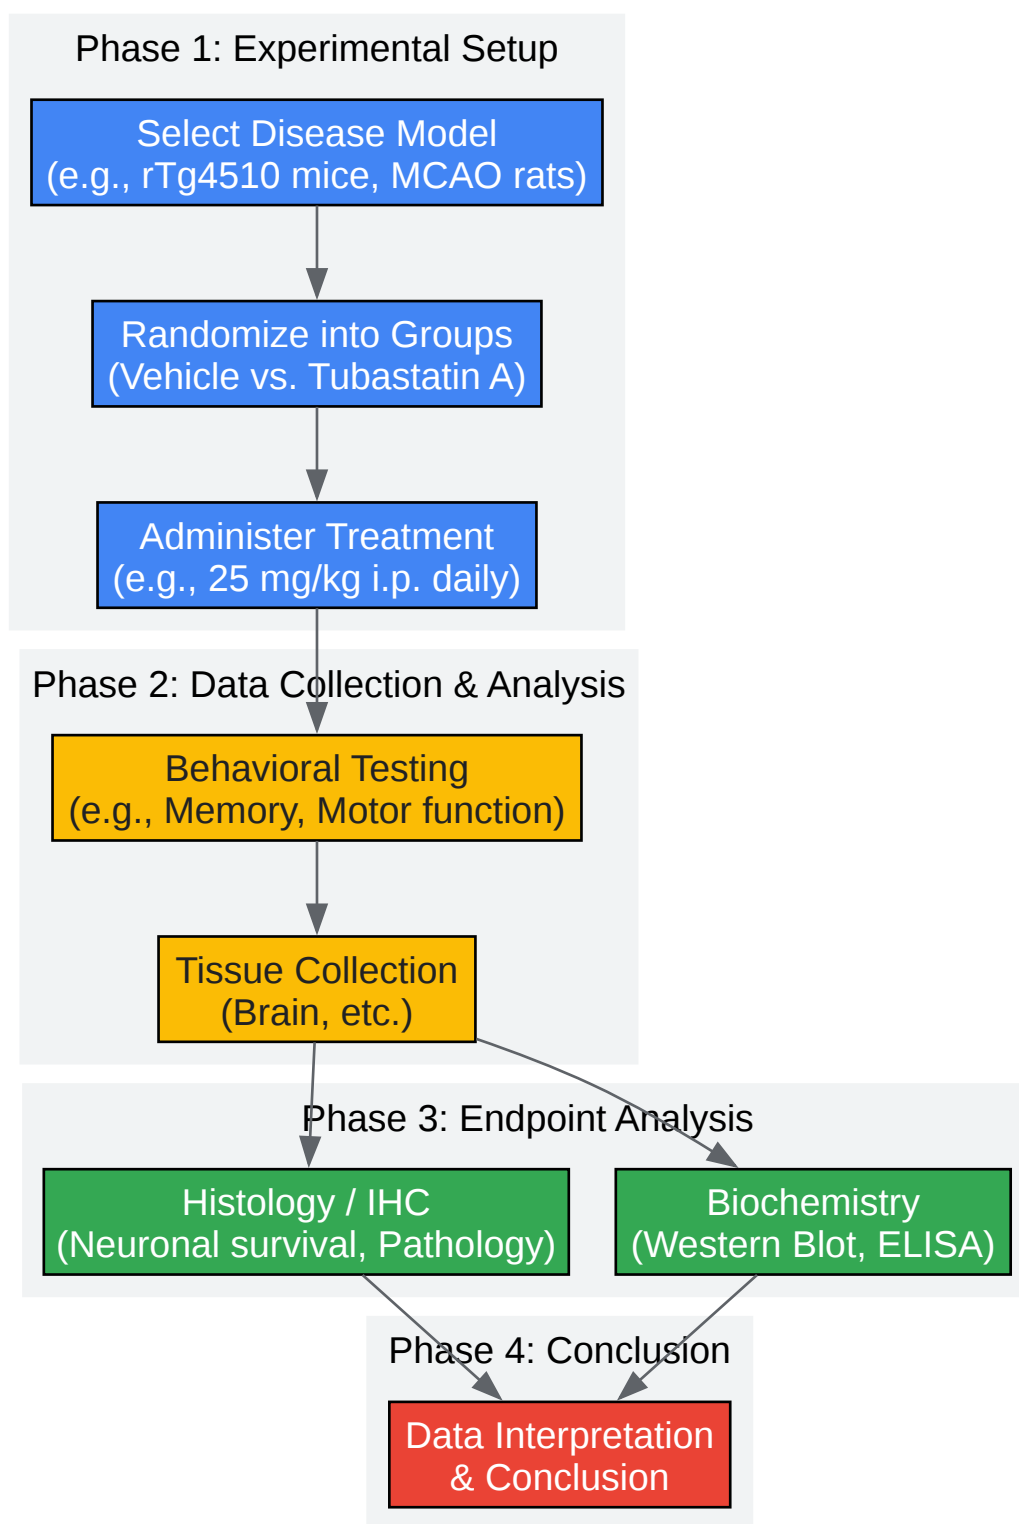 Phase 1: Experimental Setup
Select Disease Model
(e.g., rTg4510 mice, MCAO rats)
Randomize into Groups
(Vehicle vs. Tubastatin A)
Administer Treatment
(e.g., 25 mg/kg i.p. daily)
Phase 2: Data Collection & Analysis
Behavioral Testing
(e.g., Memory, Motor function)
Tissue Collection
(Brain, etc.)
Phase 3: Endpoint Analysis
Histology / IHC
(Neuronal survival, Pathology)
Biochemistry
(Western Blot, ELISA)
Phase 4: Conclusion
Data Interpretation
& Conclusion